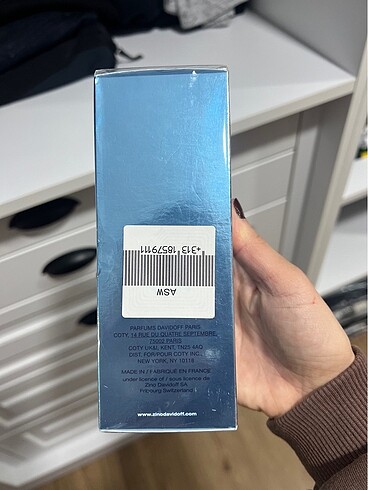 +313 18579111
ASW
PARFUMS DAVIDOFF PARIS
COTY, 14 RUE DU QUATRE SEPTEMBRE,
75002 PARIS
COTY UK&I, KENT, TN25 4AQ
DIST. FOR/POUR COTY INC.,
NEW YORK, NY 10118
MADE IN / FABRIQUÉ EN FRANCE
under licence of / sous licence de
Zino Davidoff SA
Fribourg Switzerland
www.zinodavidoff.com